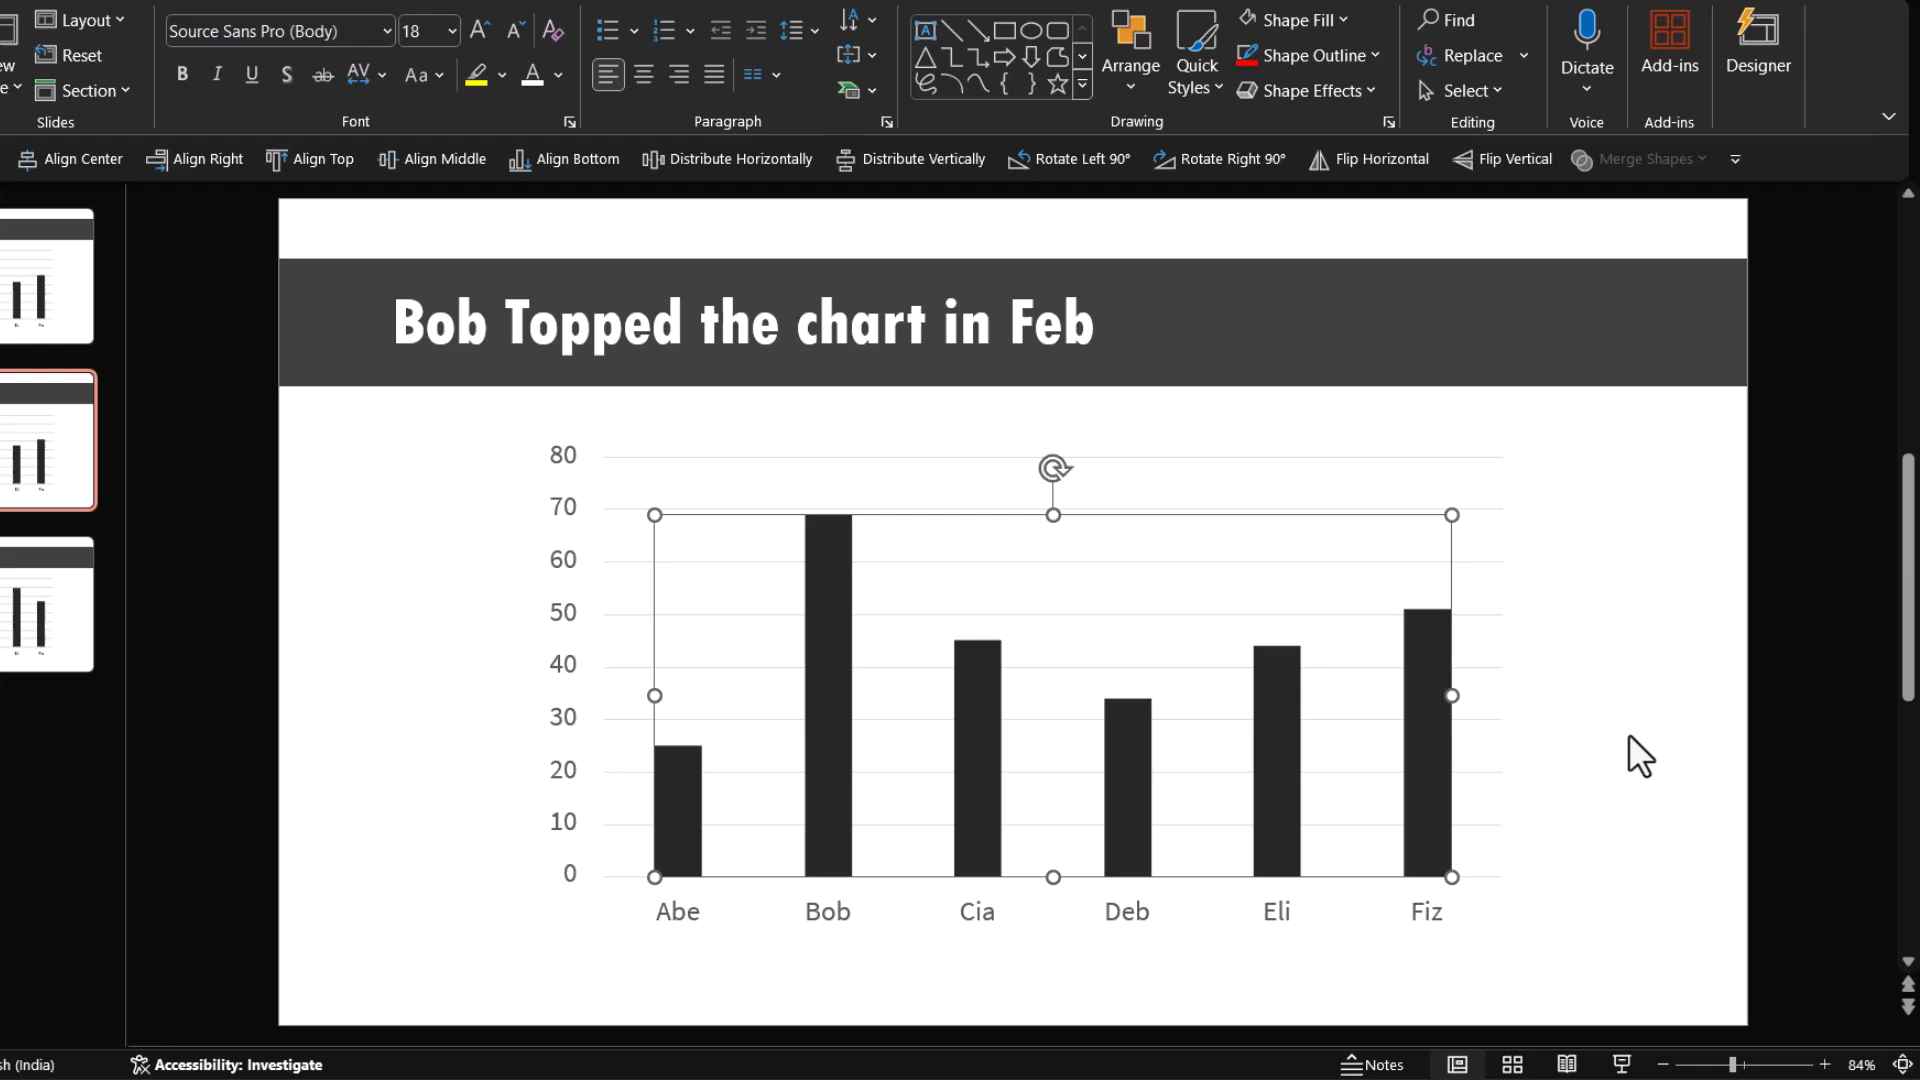 Layout
Reset
Section
Slides
Source Sans Pro (Body)
18
B I U S ab AV Aa A
Font
Paragraph
Arrange
Quick
Styles
Shape Fill
Shape Outline
Shape Effects
Drawing
Find
Replace
Select
Editing
Dictate
Voice
Add-ins
Add-ins
Designer
Align Center Align Right Align Top Align Middle Align Bottom Distribute Horizontally Distribute Vertically Rotate Left 90° Rotate Right 90° Flip Horizontal Flip Vertical Merge Shapes
Bob Topped the chart in Feb
80
70
60
50
40
30
20
10
0
Abe Bob Cia Deb Eli Fiz
sh (India) Accessibility: Investigate Notes 84%